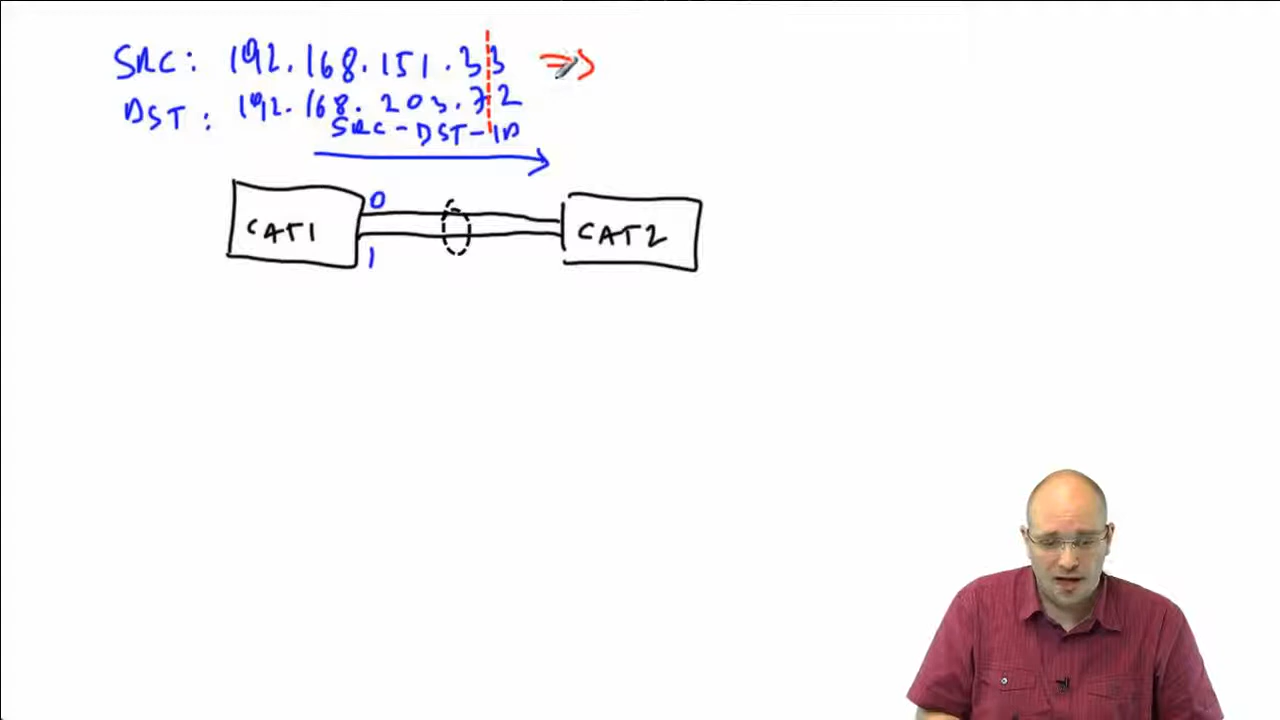 SRC: 192.168.151.33
DST: 192.168.203.72
SRC-DST-IP
0
CAT1
CAT2
1